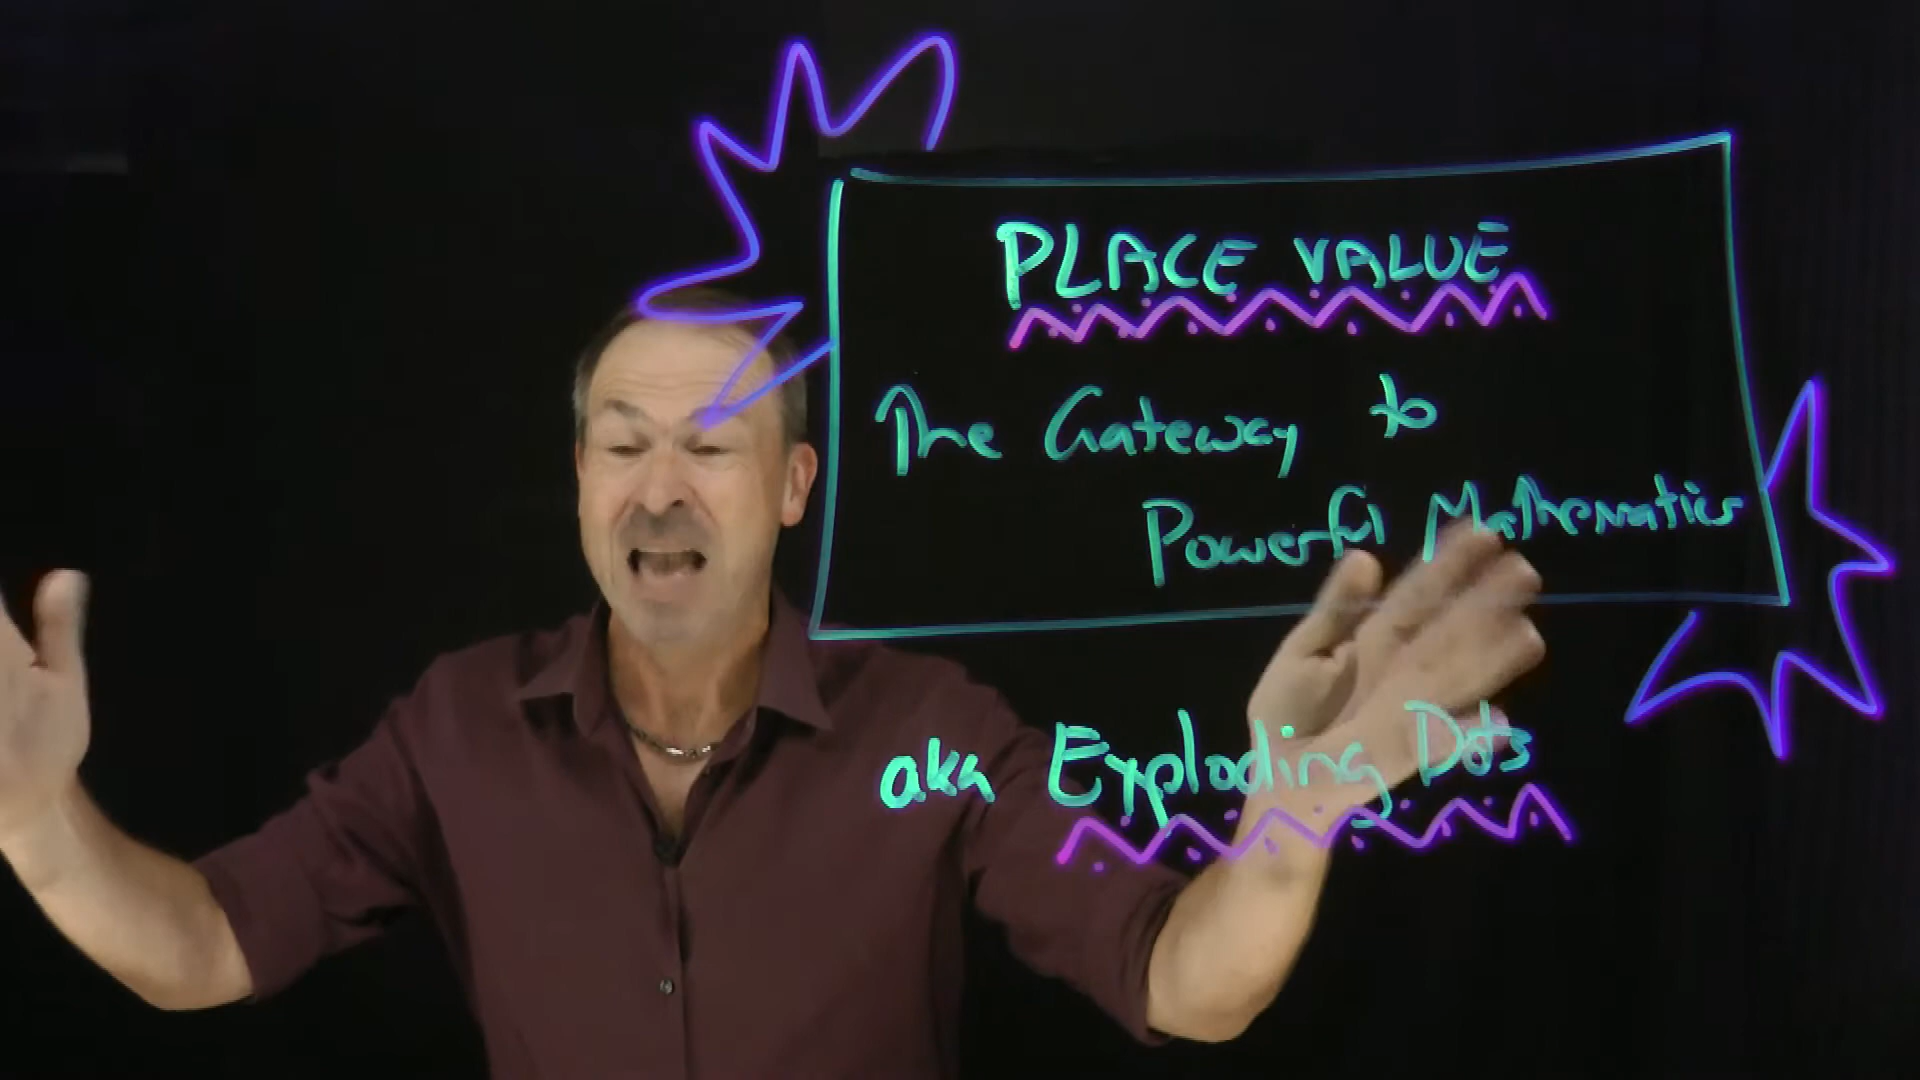 PLACE VALUE
The Gateway to
Powerful Mathematics
aka Exploding Dots